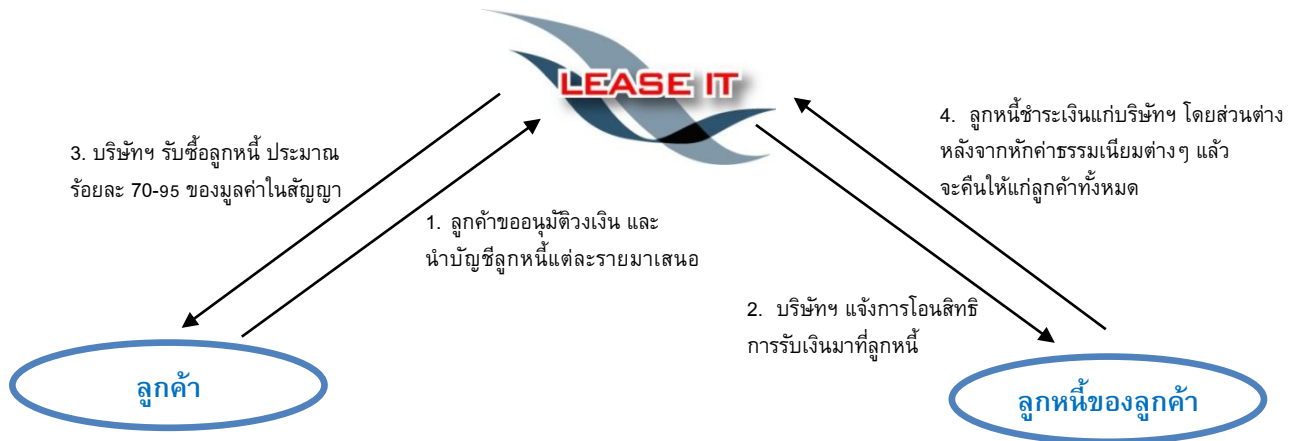 LEASE IT
3. บริษัทฯ รับซื้อลูกหนี้ ประมาณ
ร้อยละ 70-95 ของมูลค่าในสัญญา
1. ลูกค้าขออนุมัติวงเงิน และ
นำบัญชีลูกหนี้แต่ละรายมาเสนอ
4. ลูกหนี้ชำระเงินแก่บริษัทฯ โดยส่วนต่าง
หลังจากหักค่าธรรมเนียมต่างๆ แล้ว
จะคืนให้แก่ลูกค้าทั้งหมด
2. บริษัทฯ แจ้งการโอนสิทธิ
การรับเงินมาที่ลูกหนี้
ลูกค้า
ลูกหนี้ของลูกค้า